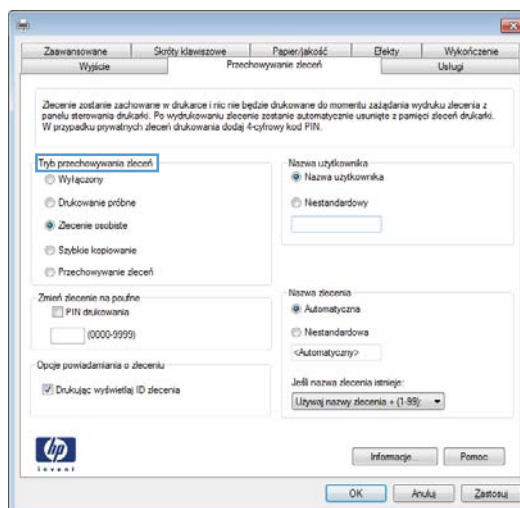 Zaawansowane Skróty klawiszowe Papier/jakość Efekty Wykończenie
Wyjście Przechowywanie zleceń Usługi
Zlecenie zostanie zachowane w drukarce i nic nie będzie drukowane do momentu zażądania wydruku zlecenia z
panelu sterowania drukarki. Po wydrukowaniu zlecenie zostanie automatycznie usunięte z pamięci zleceń drukarki.
W przypadku prywatnych zleceń drukowania dodaj 4-cyfrowy kod PIN.
Tryb przechowywania zleceń
Wyłączony
Drukowanie próbne
Zlecenie osobiste
Szybkie kopiowanie
Przechowywanie zleceń
Nazwa użytkownika
Nazwa użytkownika
Niestandardowy
Zmień zlecenie na poufne
PIN drukowania
(0000-9999)
Nazwa zlecenia
Automatyczna
Niestandardowa
<Automatyczny>
Jeśli nazwa zlecenia istnieje:
Używaj nazwy zlecenia + (1-99):
Opcje powiadamiania o zleceniu
Drukując wyświetlaj ID zlecenia
hp
invent
Informacje... Pomoc
OK Anuluj Zastosuj